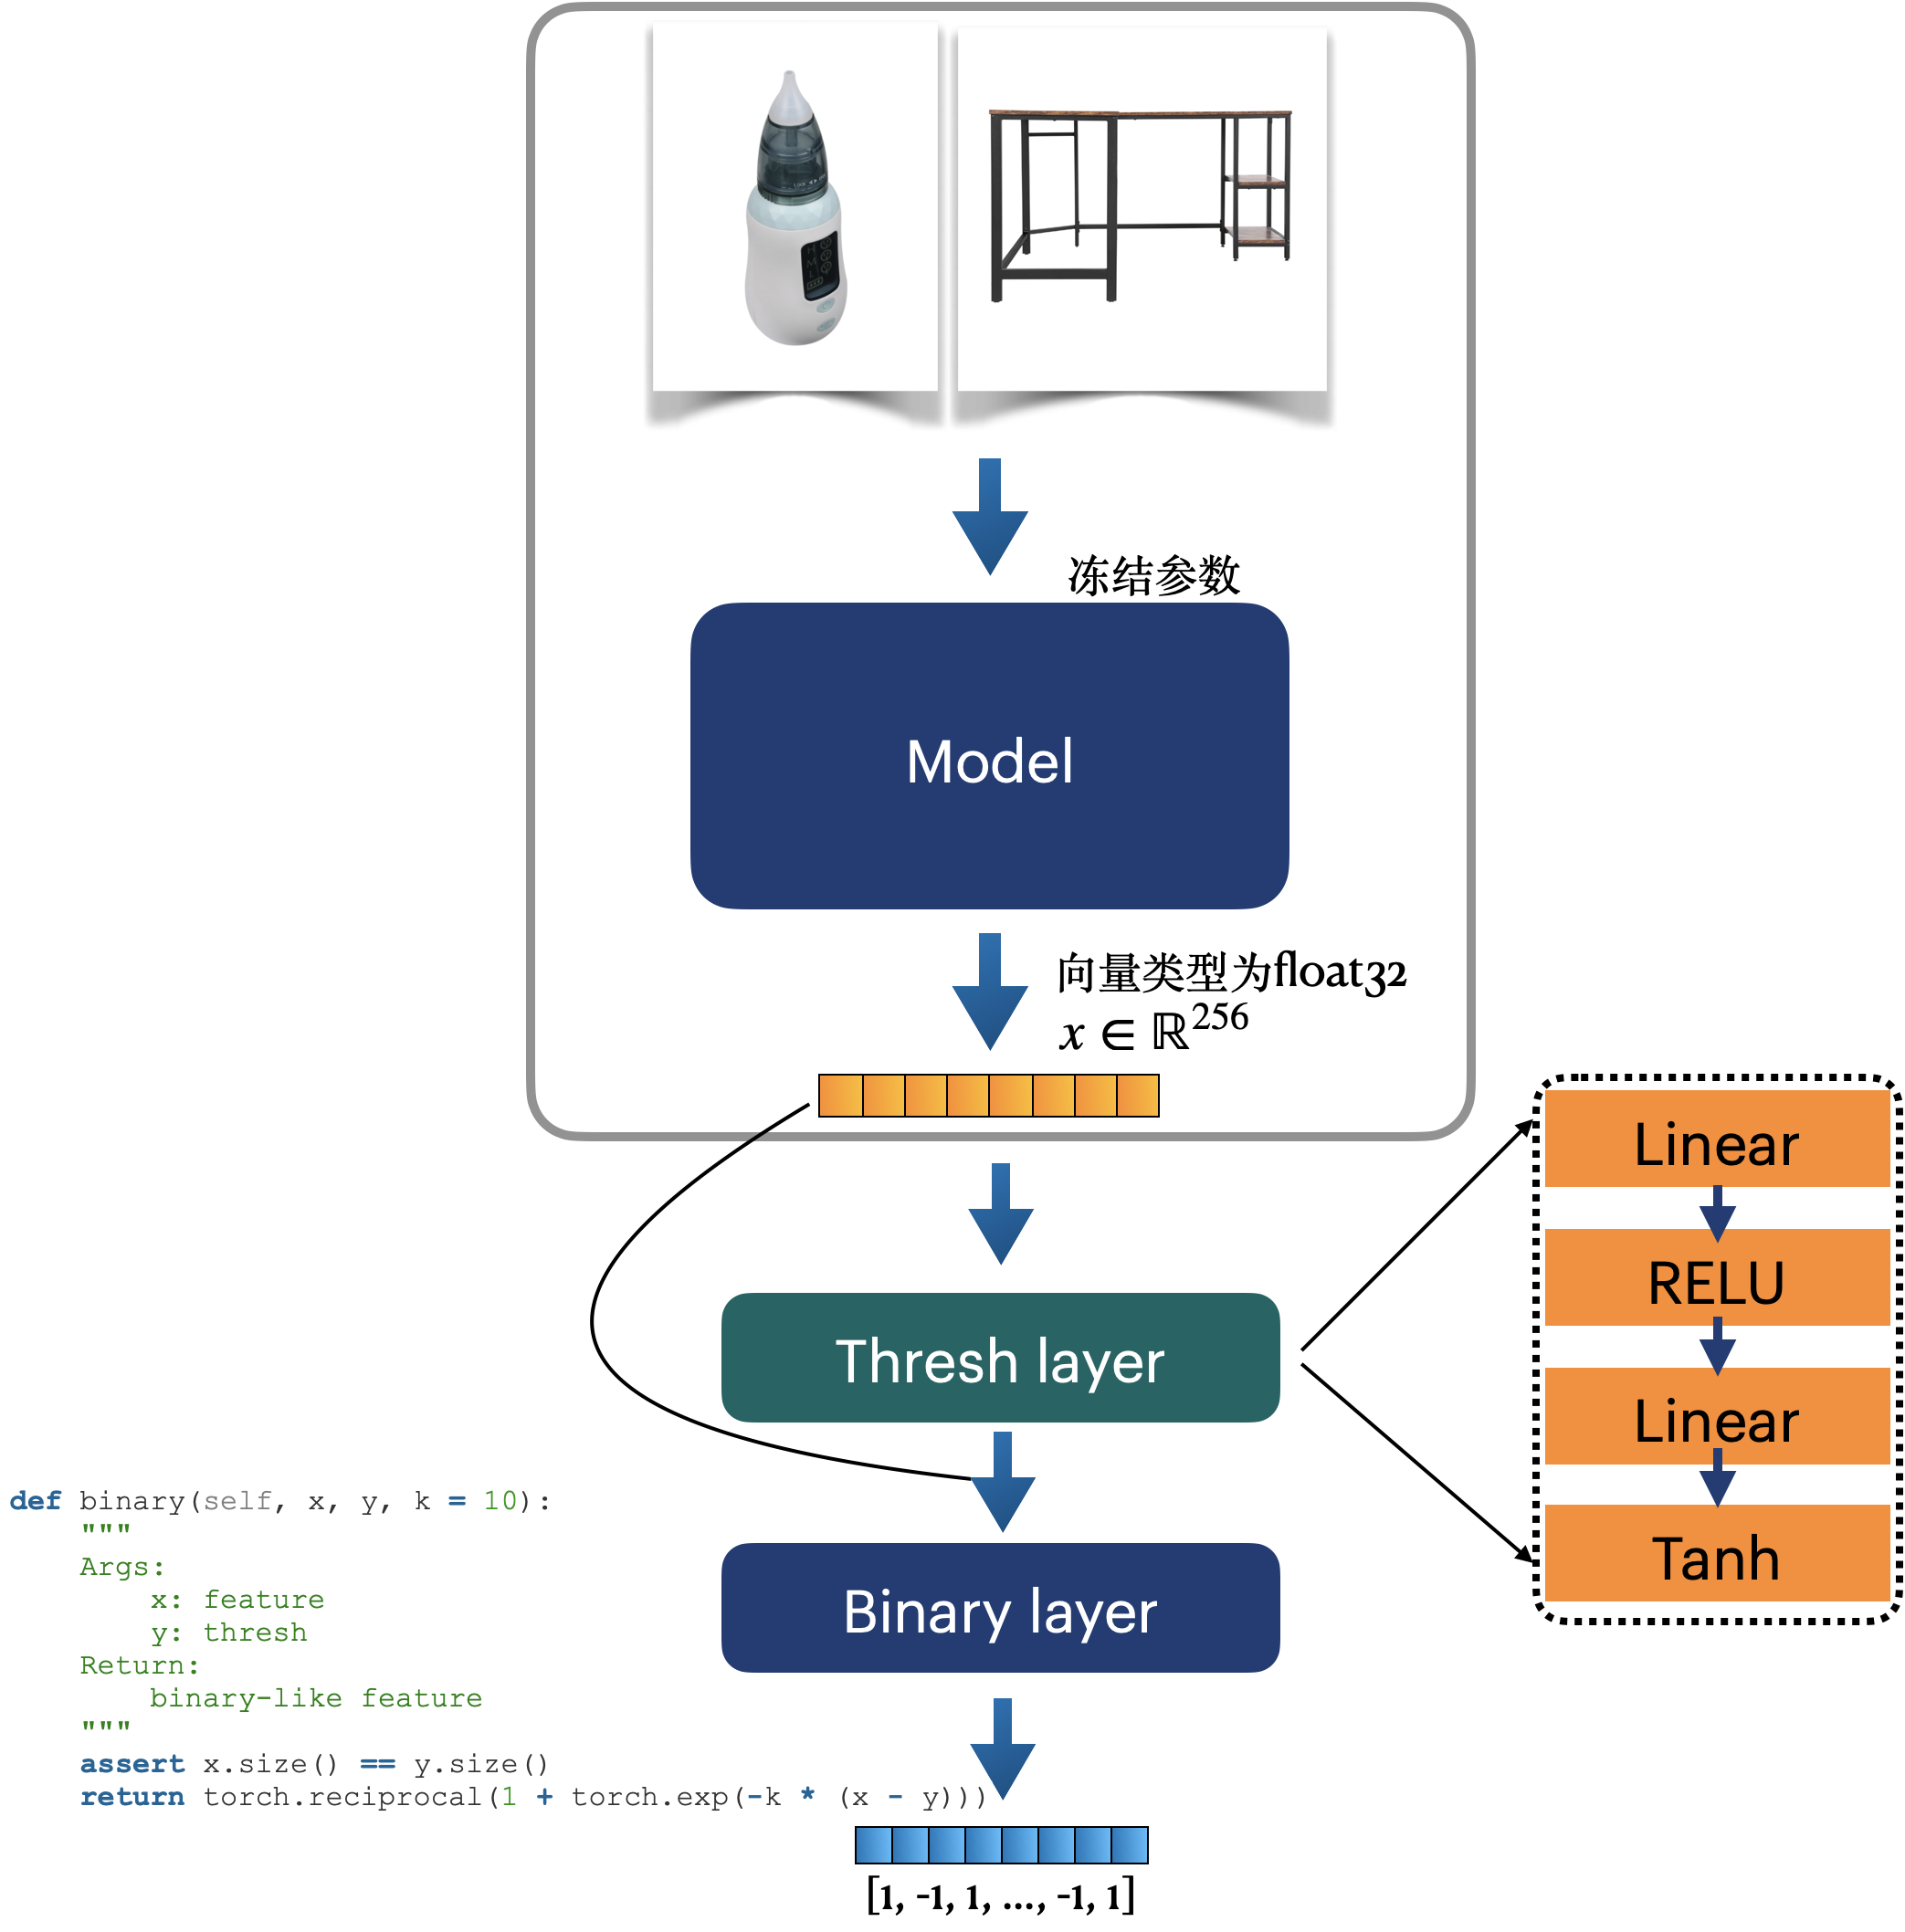 冻结参数
Model
向量类型为float32
x ∈ ℝ^256
Linear
RELU
Linear
Tanh
Thresh layer
Binary layer
def binary(self, x, y, k = 10):
    """
    Args:
        x: feature
        y: thresh
    Return:
        binary-like feature
    """
    assert x.size() == y.size()
    return torch.reciprocal(1 + torch.exp(-k * (x - y)))
[1, -1, 1, ..., -1, 1]